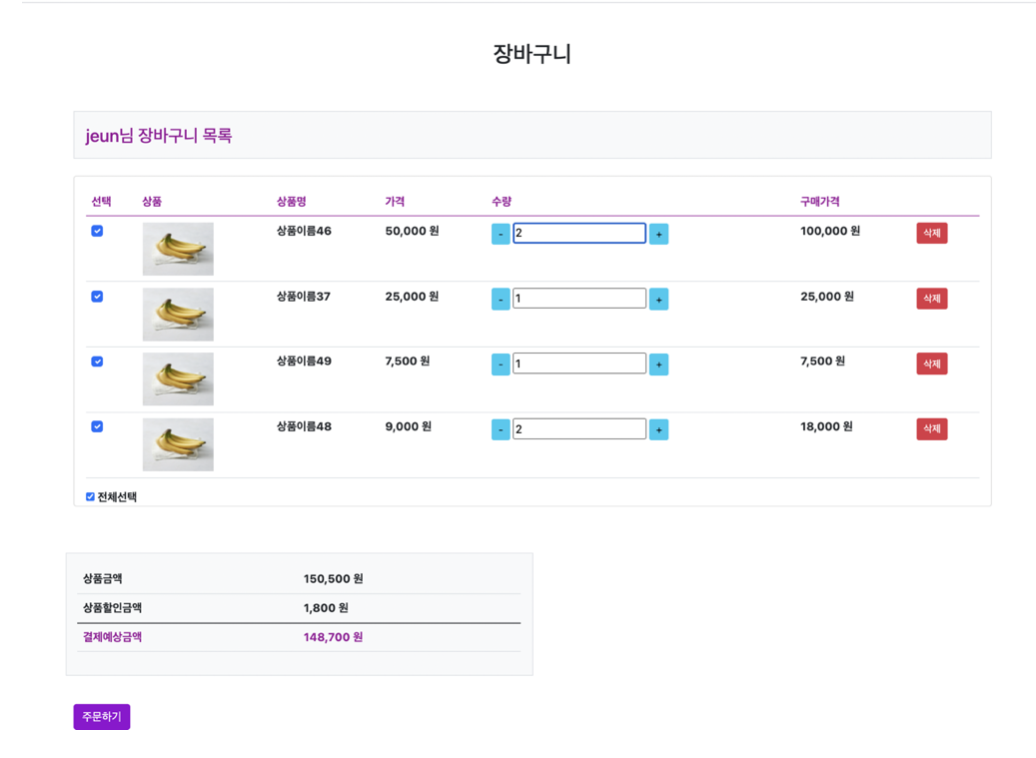 장바구니
jeun님 장바구니 목록
선택 상품 상품명 가격 수량 구매가격
상품이름46 50,000 원 - 2 + 100,000 원 삭제
상품이름37 25,000 원 - 1 + 25,000 원 삭제
상품이름49 7,500 원 - 1 + 7,500 원 삭제
상품이름48 9,000 원 - 2 + 18,000 원 삭제
전체선택
상품금액 150,500 원
상품할인금액 1,800 원
결제예상금액 148,700 원
주문하기